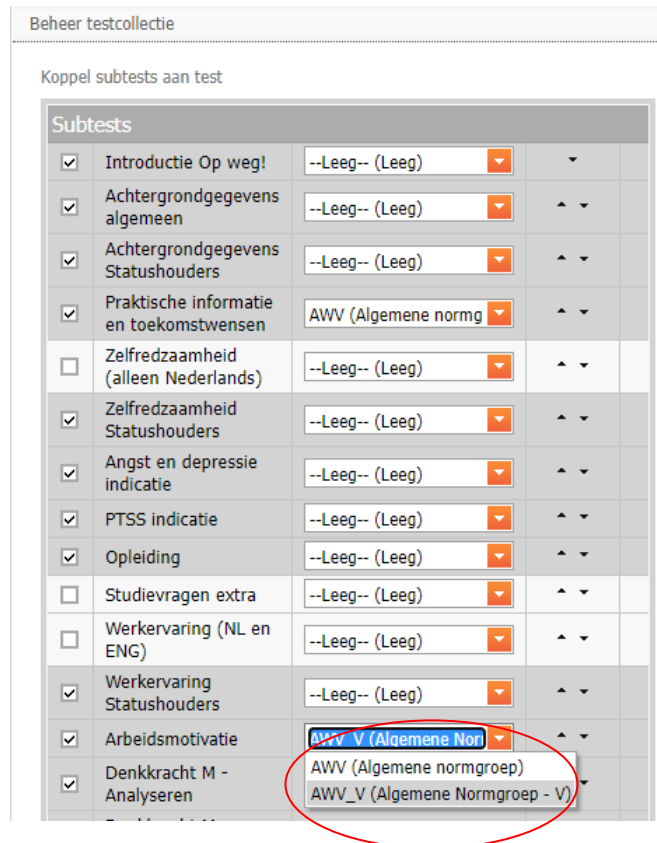 Beheer testcollectie
Koppel subtests aan test
Subtests
Introductie Op weg!
--Leeg-- (Leeg)
Achtergrondgegevens
algemeen
--Leeg-- (Leeg)
Achtergrondgegevens
Statushouders
--Leeg-- (Leeg)
Praktische informatie
en toekomstwensen
AWV (Algemene normg
Zelfredzaamheid
(alleen Nederlands)
--Leeg-- (Leeg)
Zelfredzaamheid
Statushouders
--Leeg-- (Leeg)
Angst en depressie
indicatie
--Leeg-- (Leeg)
PTSS indicatie
--Leeg-- (Leeg)
Opleiding
--Leeg-- (Leeg)
Studievragen extra
--Leeg-- (Leeg)
Werkervaring (NL en
ENG)
--Leeg-- (Leeg)
Werkervaring
Statushouders
--Leeg-- (Leeg)
Arbeidsmotivatie
AWV_V (Algemene Nor
AWV (Algemene normgroep)
AWV_V (Algemene Normgroep - V)
Denkkracht M -
Analyseren